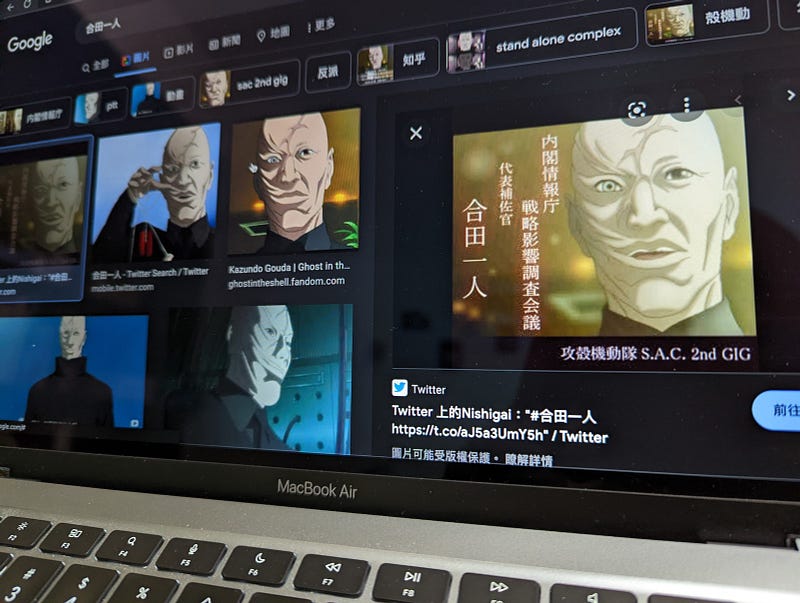 Google
合田一人
全部
圖片
影片
新聞
地圖
更多
內閣情報庁
ptt
動畫
sac 2nd gig
反派
知乎
stand alone complex
殼機動
合田一人 - Twitter Search / Twitter
mobile.twitter.com
Kazundo Gouda | Ghost in th...
ghostintheshell.fandom.com
内閣情報庁
戦略影響調査会議
代表補佐官
合田一人
攻殻機動隊 S.A.C. 2nd GIG
Twitter
Twitter 上的Nishigai："#合田一人
https://t.co/aJ5a3UmY5h" / Twitter
圖片可能受版權保護。 瞭解詳情
前往
MacBook Air
F3
F4
F5
F6
F7
F8
#
3
$
%